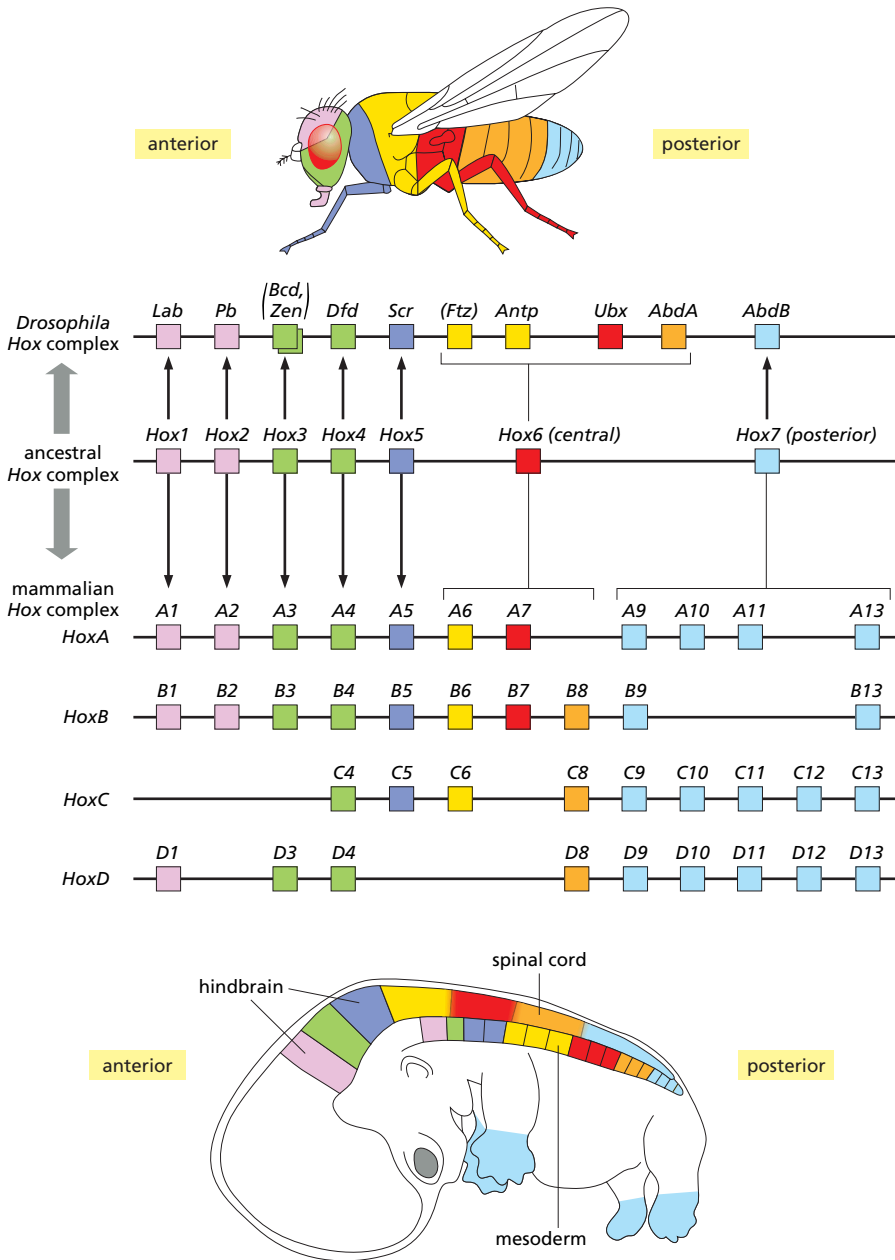 anterior
posterior
(Bcd,
Zen)
Lab Pb Dfd Scr (Ftz) Antp Ubx AbdA AbdB
Drosophila
Hox complex
Hox1 Hox2 Hox3 Hox4 Hox5 Hox6 (central) Hox7 (posterior)
ancestral
Hox complex
mammalian
Hox complex
A1 A2 A3 A4 A5 A6 A7 A9 A10 A11 A13
HoxA
B1 B2 B3 B4 B5 B6 B7 B8 B9 B13
HoxB
C4 C5 C6 C8 C9 C10 C11 C12 C13
HoxC
D1 D3 D4 D8 D9 D10 D11 D12 D13
HoxD
spinal cord
hindbrain
anterior
posterior
mesoderm